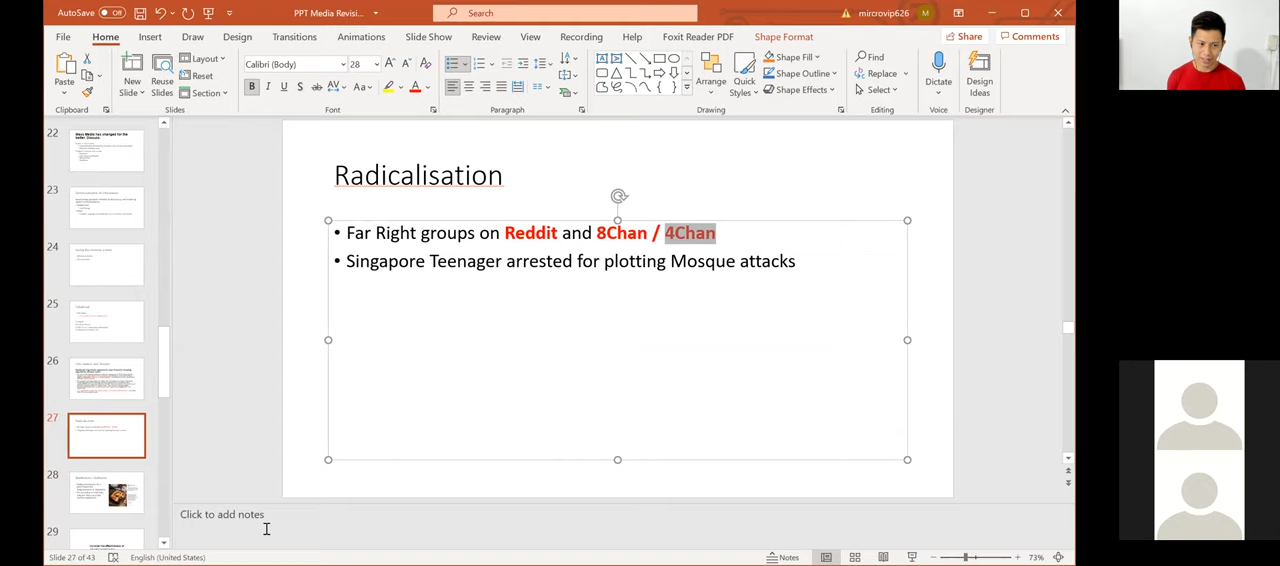 AutoSave Off PPT Media Revisi... Search mircrovip626 M
File Home Insert Draw Design Transitions Animations Slide Show Review View Recording Help Foxit Reader PDF Shape Format Share Comments
Paste New Slide Reuse Slides Layout Reset Section Calibri (Body) 28 Arrange Quick Styles Shape Fill Shape Outline Shape Effects Find Replace Select Dictate Design Ideas
Clipboard Slides Font Paragraph Drawing Editing Voice Designer
22
23
24
25
26
27
28
29
Radicalisation
• Far Right groups on Reddit and 8Chan / 4Chan
• Singapore Teenager arrested for plotting Mosque attacks
Click to add notes
Slide 27 of 43 English (United States) Notes 73%